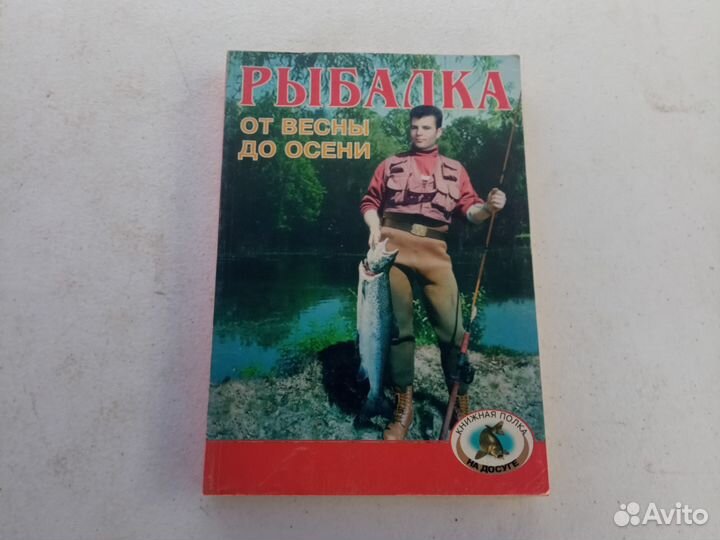 РЫБАЛКА
ОТ ВЕСНЫ
ДО ОСЕНИ
КНИЖНАЯ ПОЛКА
НА ДОСУГЕ
Avito